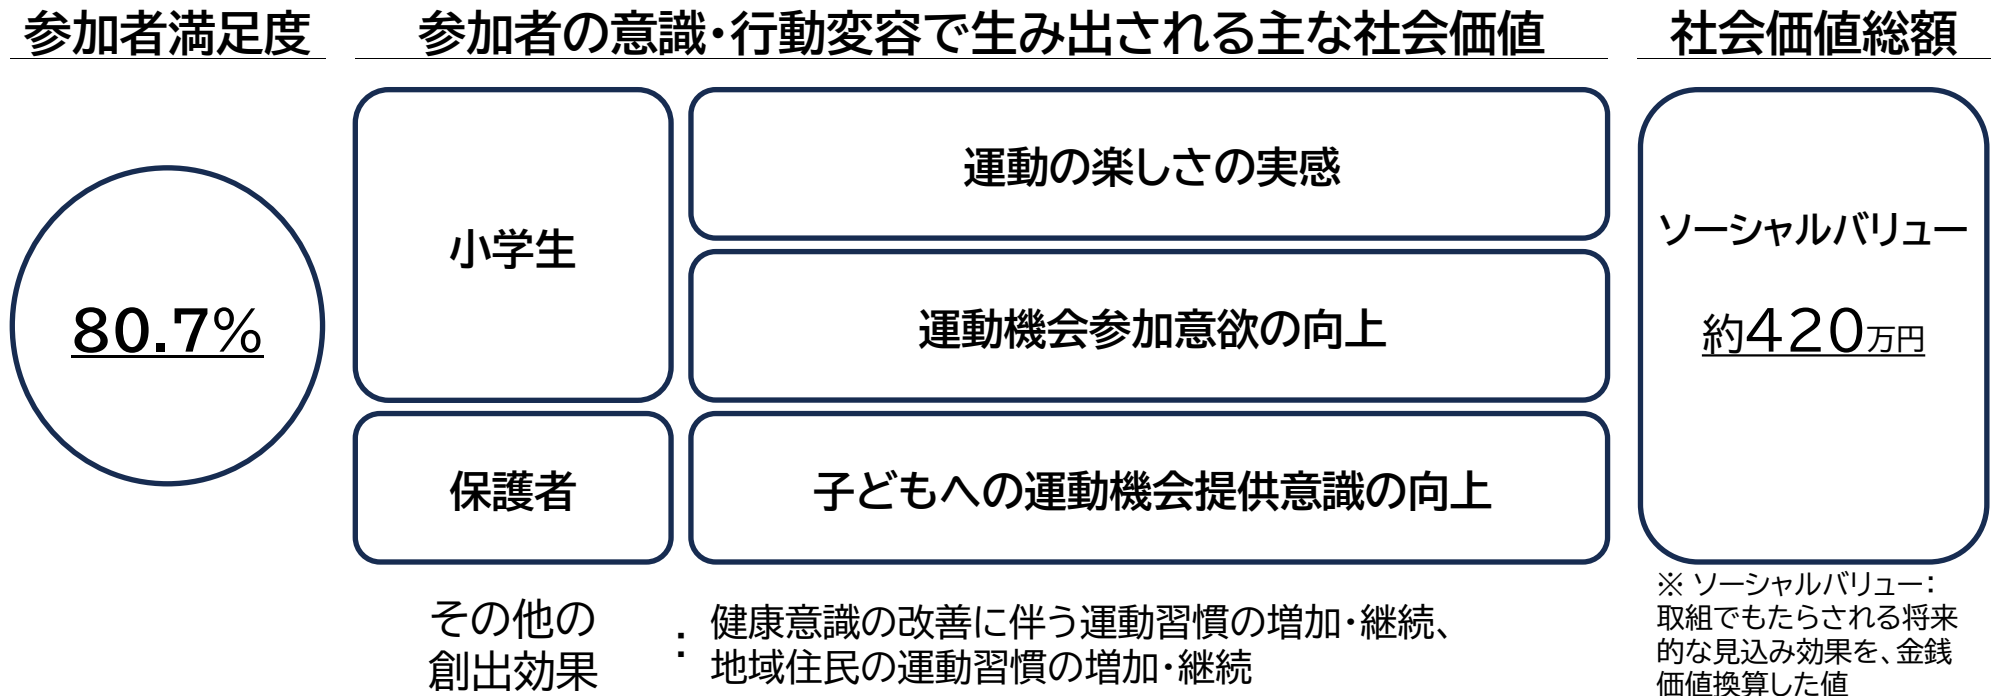 参加者満足度
参加者の意識・行動変容で生み出される主な社会価値
社会価値総額
80.7%
小学生
運動の楽しさの実感
運動機会参加意欲の向上
保護者
子どもへの運動機会提供意識の向上
ソーシャルバリュー
約420万円
その他の
創出効果
：
健康意識の改善に伴う運動習慣の増加・継続、
地域住民の運動習慣の増加・継続
※ ソーシャルバリュー：
取組でもたらされる将来
的な見込み効果を、金銭
価値換算した値